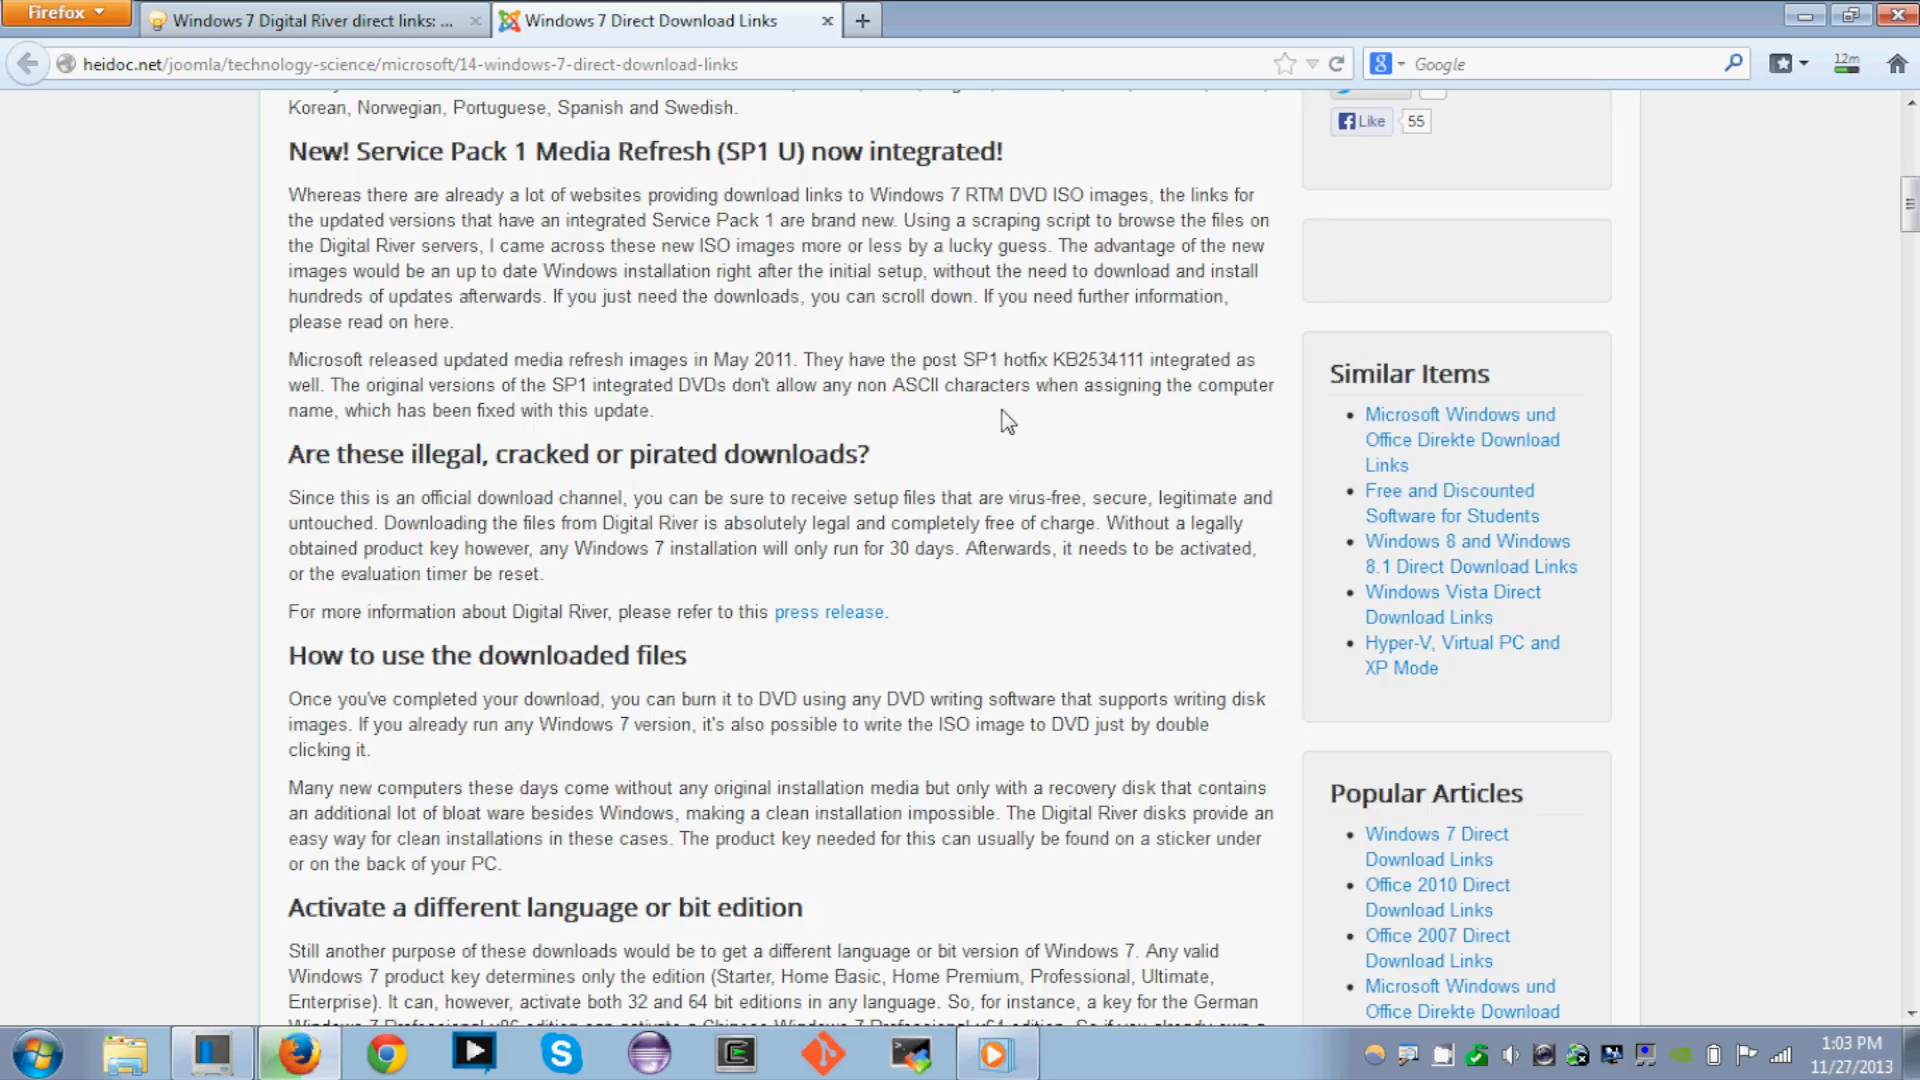 Firefox
Windows 7 Digital River direct links: ...
Windows 7 Direct Download Links
heidoc.net/joomla/technology-science/microsoft/14-windows-7-direct-download-links
Google
12m
Korean, Norwegian, Portuguese, Spanish and Swedish.
New! Service Pack 1 Media Refresh (SP1 U) now integrated!
Whereas there are already a lot of websites providing download links to Windows 7 RTM DVD ISO images, the links for
the updated versions that have an integrated Service Pack 1 are brand new. Using a scraping script to browse the files on
the Digital River servers, I came across these new ISO images more or less by a lucky guess. The advantage of the new
images would be an up to date Windows installation right after the initial setup, without the need to download and install
hundreds of updates afterwards. If you just need the downloads, you can scroll down. If you need further information,
please read on here.
Microsoft released updated media refresh images in May 2011. They have the post SP1 hotfix KB2534111 integrated as
well. The original versions of the SP1 integrated DVDs don't allow any non ASCII characters when assigning the computer
name, which has been fixed with this update.
Are these illegal, cracked or pirated downloads?
Since this is an official download channel, you can be sure to receive setup files that are virus-free, secure, legitimate and
untouched. Downloading the files from Digital River is absolutely legal and completely free of charge. Without a legally
obtained product key however, any Windows 7 installation will only run for 30 days. Afterwards, it needs to be activated,
or the evaluation timer be reset.
For more information about Digital River, please refer to this press release.
How to use the downloaded files
Once you've completed your download, you can burn it to DVD using any DVD writing software that supports writing disk
images. If you already run any Windows 7 version, it's also possible to write the ISO image to DVD just by double
clicking it.
Many new computers these days come without any original installation media but only with a recovery disk that contains
an additional lot of bloat ware besides Windows, making a clean installation impossible. The Digital River disks provide an
easy way for clean installations in these cases. The product key needed for this can usually be found on a sticker under
or on the back of your PC.
Activate a different language or bit edition
Still another purpose of these downloads would be to get a different language or bit version of Windows 7. Any valid
Windows 7 product key determines only the edition (Starter, Home Basic, Home Premium, Professional, Ultimate,
Enterprise). It can, however, activate both 32 and 64 bit editions in any language. So, for instance, a key for the German
Like 55
Similar Items
Microsoft Windows und
Office Direkte Download
Links
Free and Discounted
Software for Students
Windows 8 and Windows
8.1 Direct Download Links
Windows Vista Direct
Download Links
Hyper-V, Virtual PC and
XP Mode
Popular Articles
Windows 7 Direct
Download Links
Office 2010 Direct
Download Links
Office 2007 Direct
Download Links
Microsoft Windows und
Office Direkte Download
1:03 PM
11/27/2013